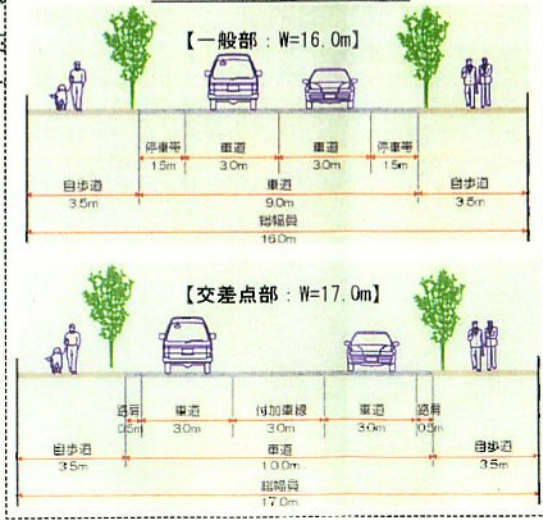 【一般部：W=16.0m】
停車帯 車道 車道 停車帯
1.5m 3.0m 3.0m 1.5m
自歩道 車道 自歩道
3.5m 9.0m 3.5m
総幅員
16.0m
【交差点部：W=17.0m】
路肩 車道 付加車線 車道 路肩
0.5m 3.0m 3.0m 3.0m 0.5m
自歩道 車道 自歩道
3.5m 10.0m 3.5m
総幅員
17.0m